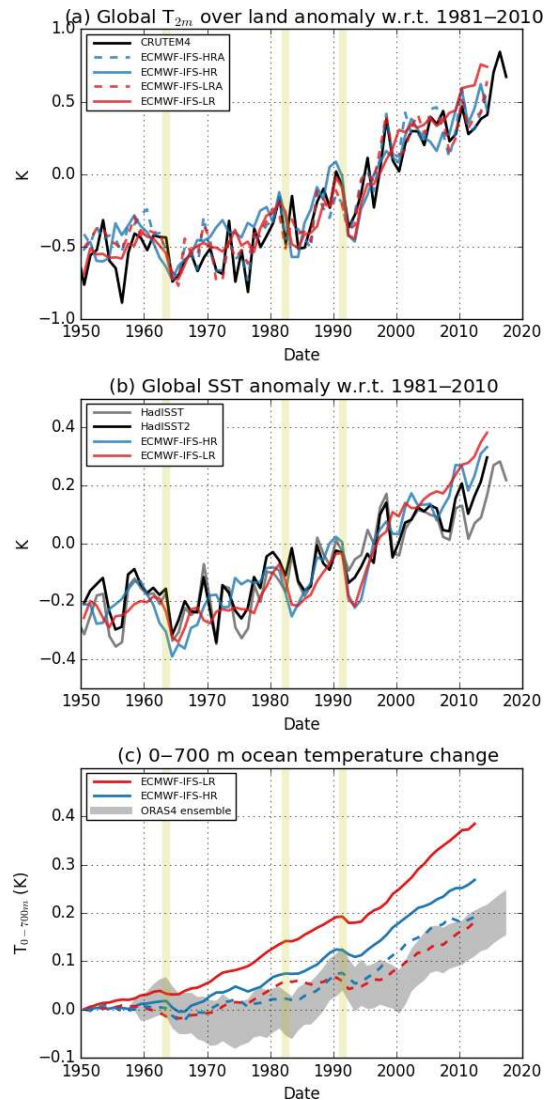 (a) Global T2m over land anomaly w.r.t. 1981–2010
1.0
0.5
0.0
−0.5
−1.0
K
CRUTEM4
ECMWF-IFS-HRA
ECMWF-IFS-HR
ECMWF-IFS-LRA
ECMWF-IFS-LR
1950 1960 1970 1980 1990 2000 2010 2020
Date
(b) Global SST anomaly w.r.t. 1981–2010
0.4
0.2
0.0
−0.2
−0.4
K
HadISST
HadISST2
ECMWF-IFS-HR
ECMWF-IFS-LR
1950 1960 1970 1980 1990 2000 2010 2020
Date
(c) 0–700 m ocean temperature change
0.4
0.3
0.2
0.1
0.0
−0.1
T0−700m (K)
ECMWF-IFS-LR
ECMWF-IFS-HR
ORAS4 ensemble
1950 1960 1970 1980 1990 2000 2010 2020
Date